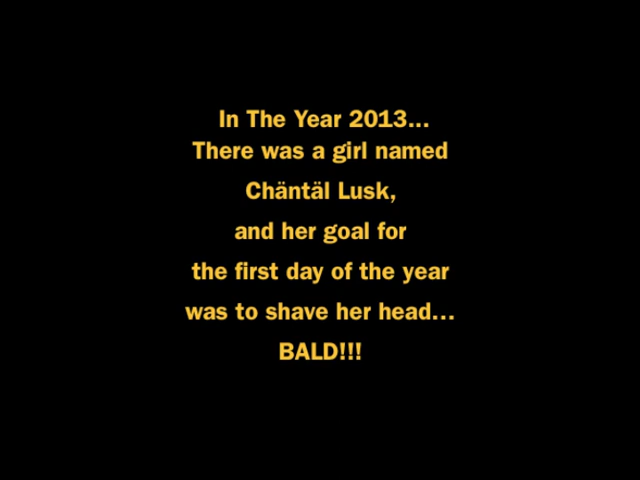 In The Year 2013...
There was a girl named
Chäntäl Lusk,
and her goal for
the first day of the year
was to shave her head...
BALD!!!